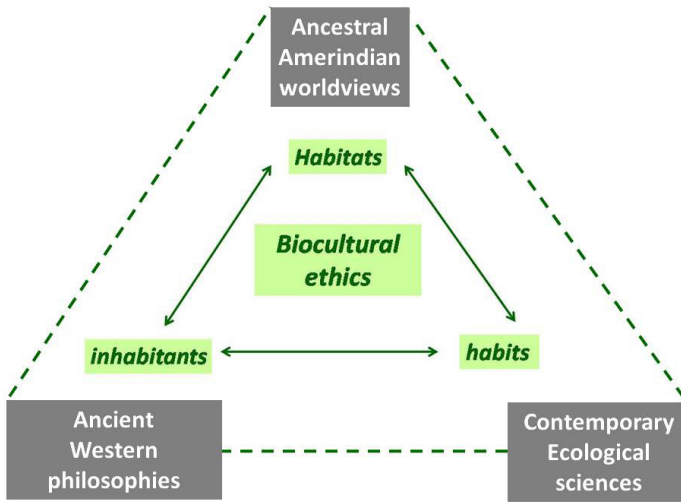 Ancestral
Amerindian
worldviews
Habitats
Biocultural
ethics
inhabitants
habits
Ancient
Western
philosophies
Contemporary
Ecological
sciences